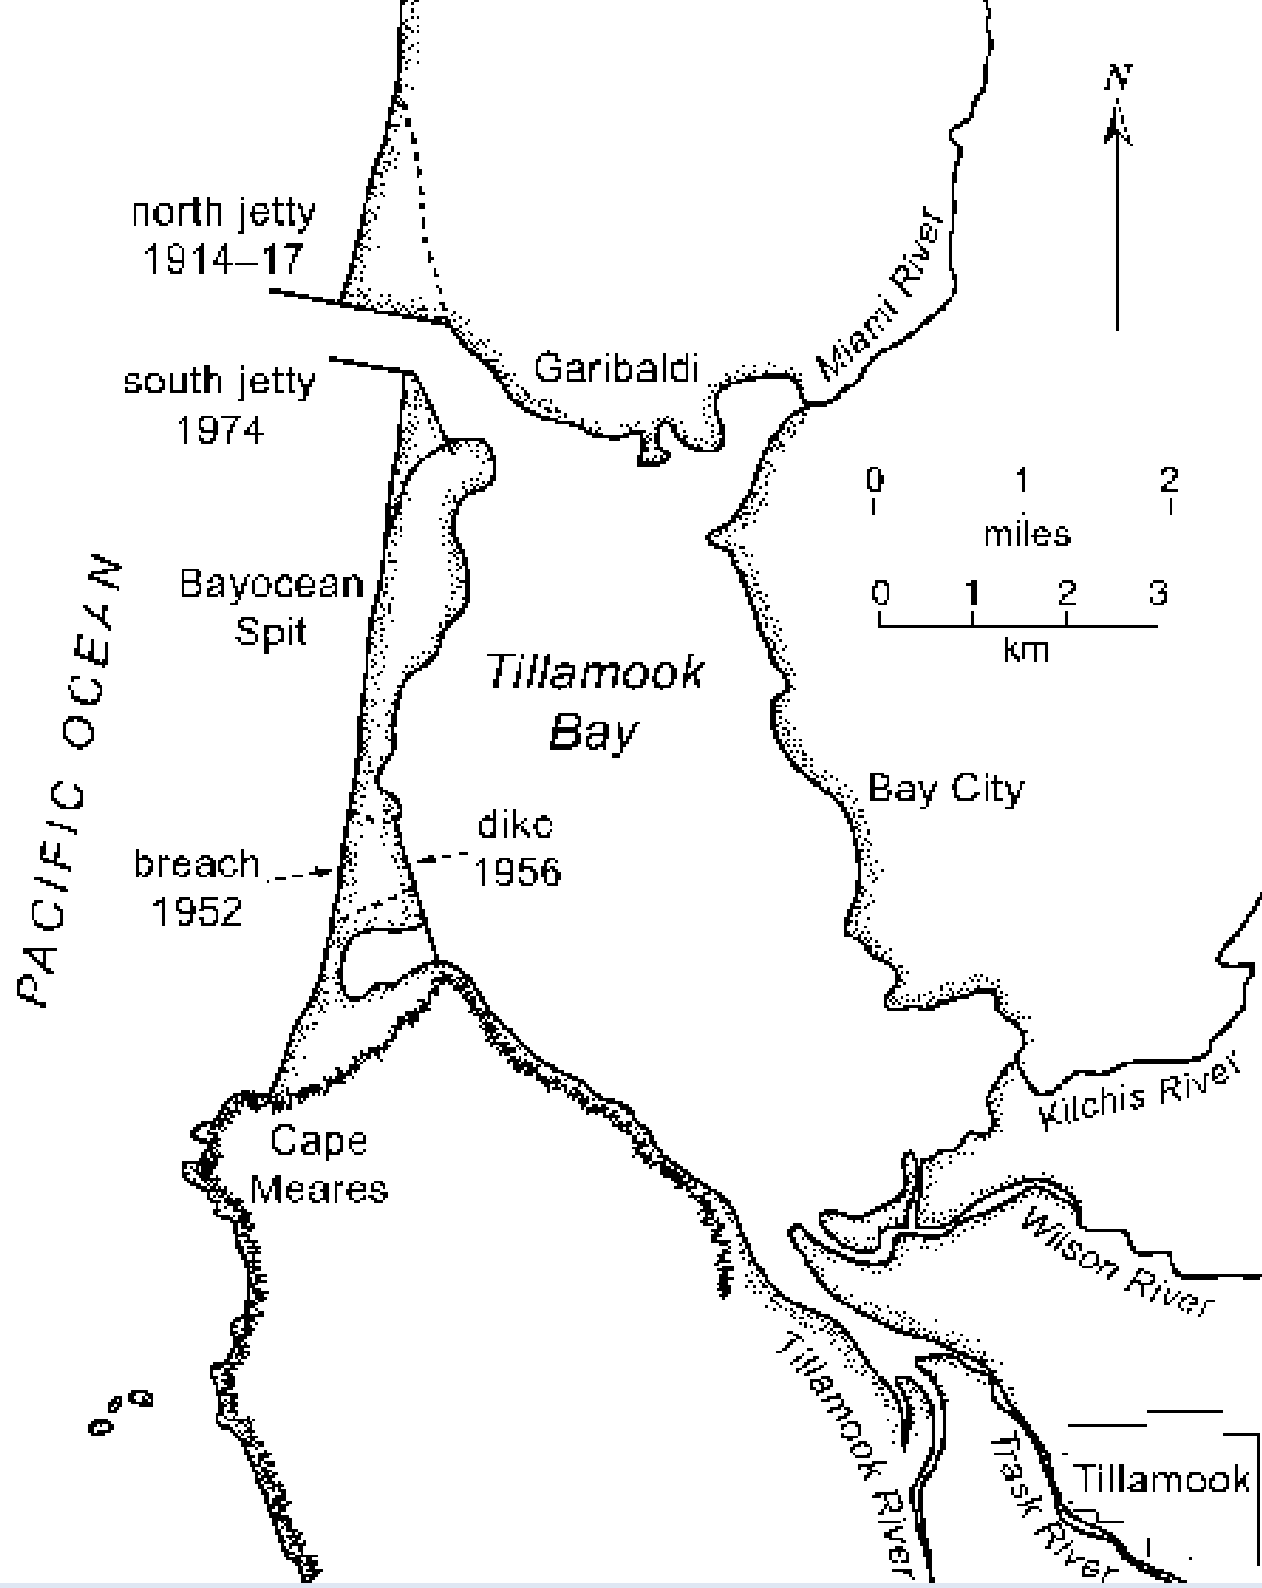 N
north jetty
1914–17
Miami River
Garibaldi
south jetty
1974
0 1 2
miles
0 1 2 3
km
PACIFIC OCEAN
Bayocean
Spit
Tillamook
Bay
Bay City
dike
1956
breach
1952
Kilchis River
Cape
Meares
Wilson River
Tillamook River
Trask River
Tillamook